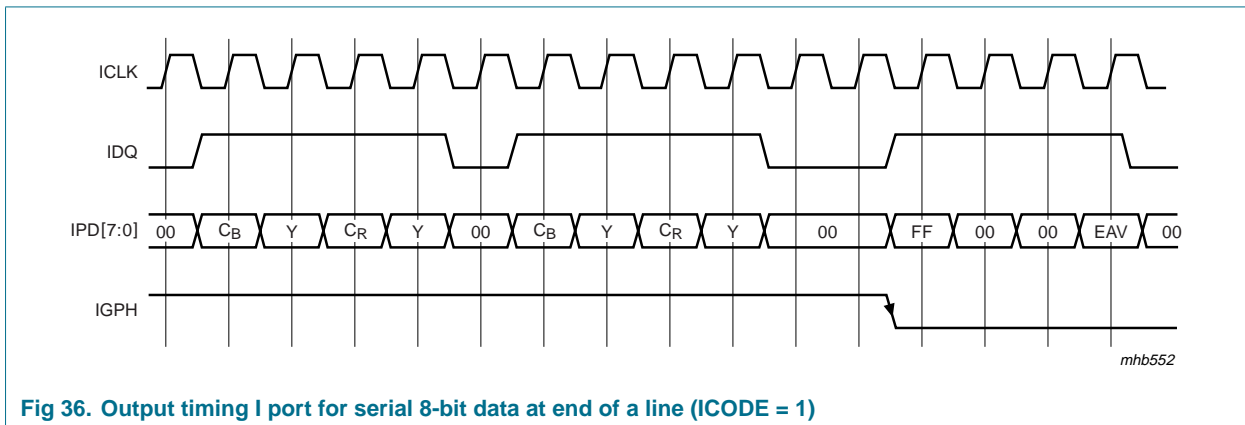 ICLK
IDQ
IPD[7:0] 00 CB Y CR Y 00 CB Y CR Y 00 FF 00 00 EAV 00
IGPH
mhb552
Fig 36. Output timing I port for serial 8-bit data at end of a line (ICODE = 1)